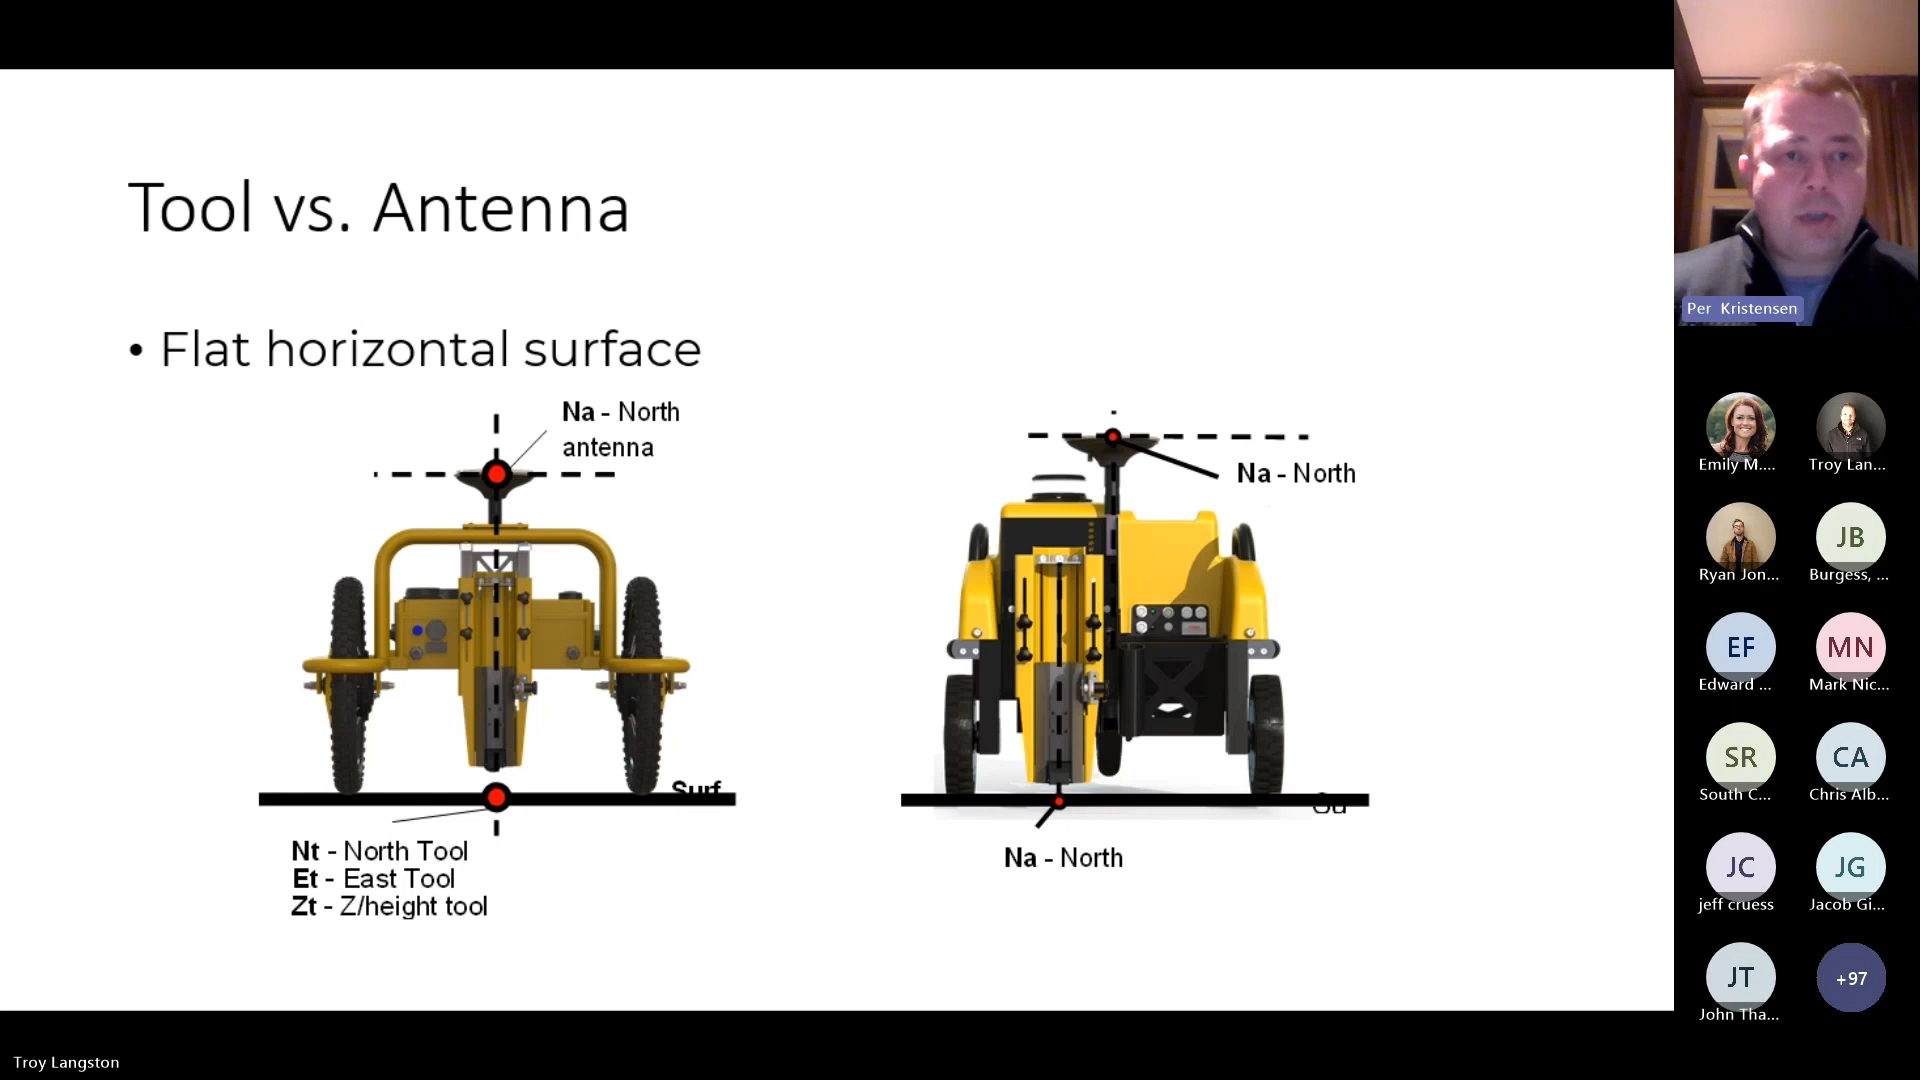 Tool vs. Antenna
• Flat horizontal surface
Na - North
antenna
Na - North
Surf
Nt - North Tool
Et - East Tool
Zt - Z/height tool
Na - North
Per Kristensen
Emily M....
Troy Lan...
Ryan Jon...
JB
Burgess, ...
EF
Edward ...
MN
Mark Nic...
SR
South C...
CA
Chris Alb...
JC
jeff cruess
JG
Jacob Gi...
JT
John Tha...
+97
Troy Langston